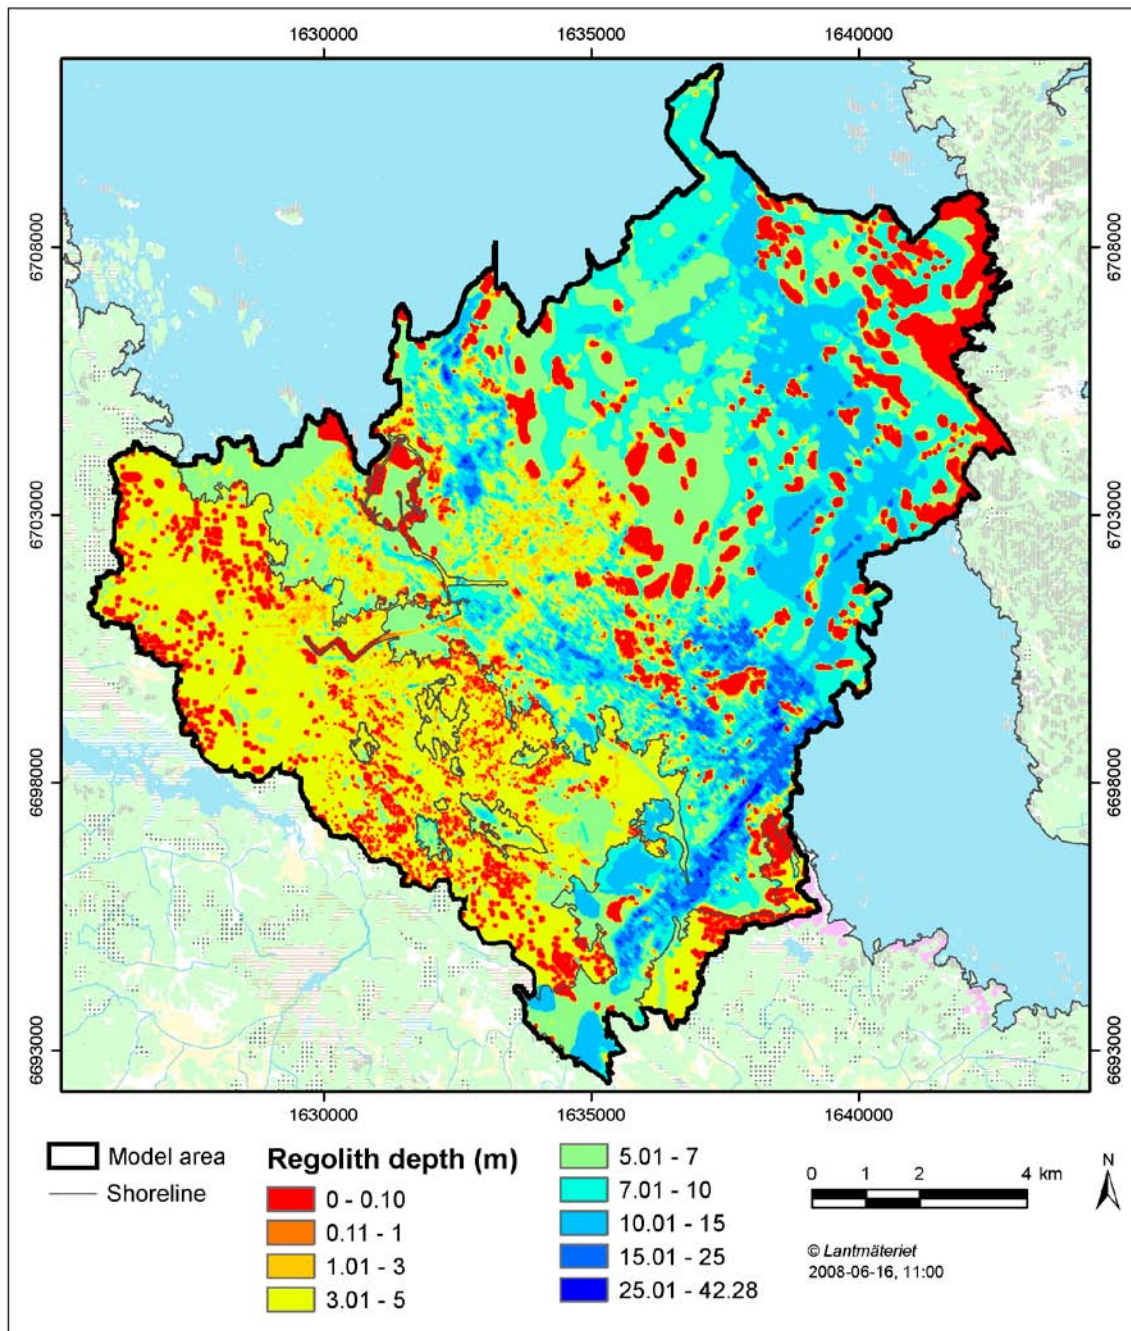 1630000 1635000 1640000
6708000 6708000
6703000 6703000
6698000 6698000
6693000 6693000
1630000 1635000 1640000
Model area
Shoreline
Regolith depth (m)
0 - 0.10
0.11 - 1
1.01 - 3
3.01 - 5
5.01 - 7
7.01 - 10
10.01 - 15
15.01 - 25
25.01 - 42.28
0 1 2 4 km
N
© Lantmäteriet
2008-06-16, 11:00